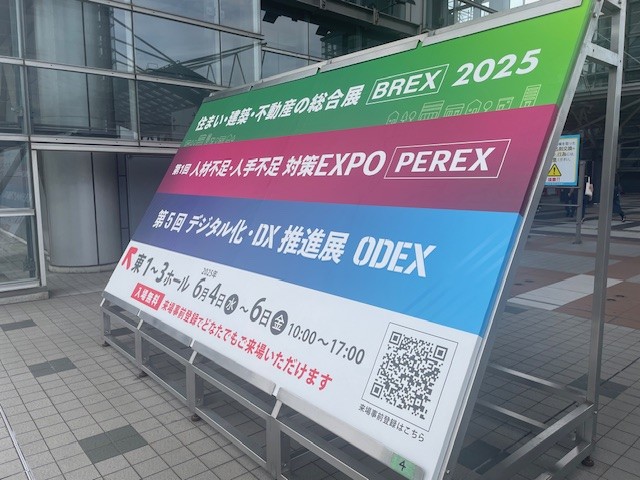 住まい・建築・不動産の総合展 BREX 2025
第1回 人材不足・人手不足 対策EXPO PEREX
第5回 デジタル化・DX 推進展 ODEX
東1〜3ホール 2025年 6月4日 水 〜6日 金 10:00〜17:00
入場無料 来場事前登録でどなたでもご来場いただけます
来場事前登録はこちら
4